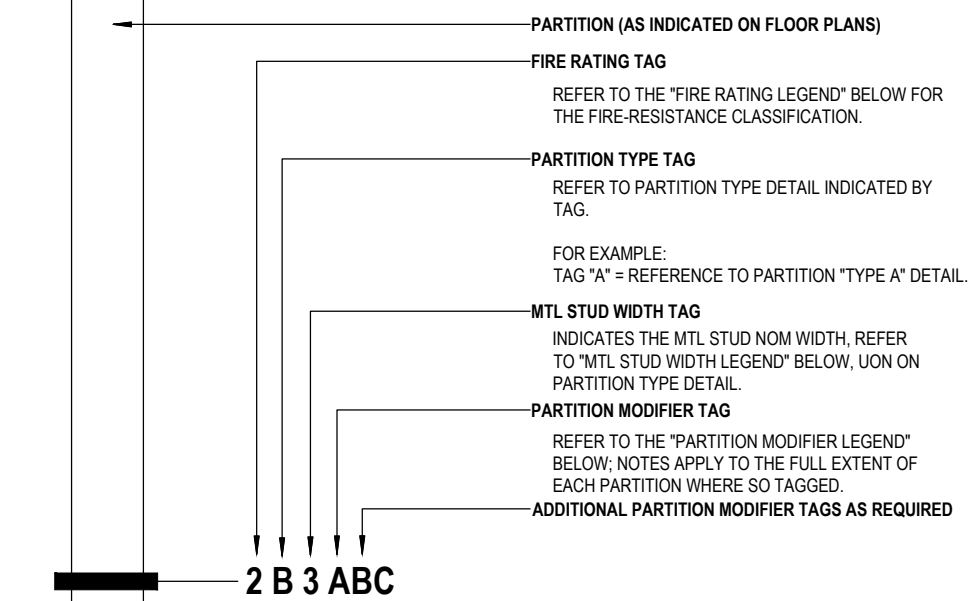 PARTITION (AS INDICATED ON FLOOR PLANS)
FIRE RATING TAG
REFER TO THE "FIRE RATING LEGEND" BELOW FOR
THE FIRE-RESISTANCE CLASSIFICATION.
PARTITION TYPE TAG
REFER TO PARTITION TYPE DETAIL INDICATED BY
TAG.
FOR EXAMPLE:
TAG "A" = REFERENCE TO PARTITION "TYPE A" DETAIL.
MTL STUD WIDTH TAG
INDICATES THE MTL STUD NOM WIDTH, REFER
TO "MTL STUD WIDTH LEGEND" BELOW, UON ON
PARTITION TYPE DETAIL.
PARTITION MODIFIER TAG
REFER TO THE "PARTITION MODIFIER LEGEND"
BELOW; NOTES APPLY TO THE FULL EXTENT OF
EACH PARTITION WHERE SO TAGGED.
ADDITIONAL PARTITION MODIFIER TAGS AS REQUIRED
2 B 3 ABC